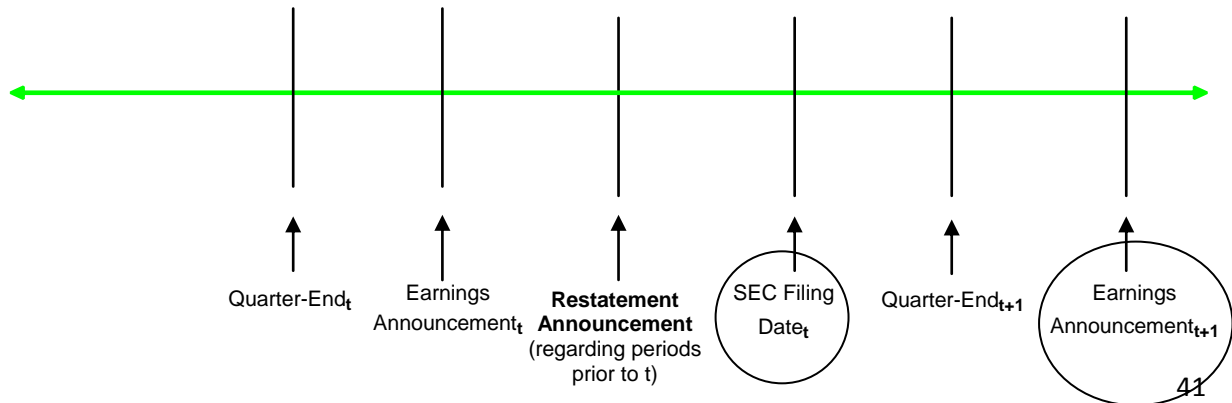 Quarter-Endt
Earnings
Announcementt
Restatement
Announcement
(regarding periods
prior to t)
SEC Filing
Datet
Quarter-Endt+1
Earnings
Announcementt+1
41